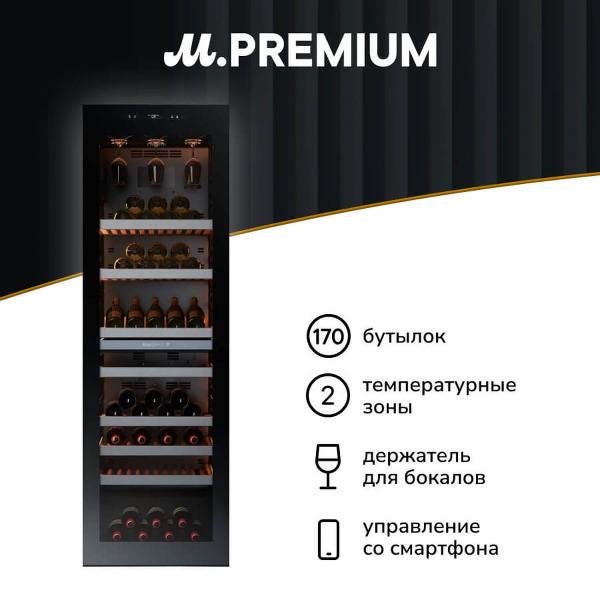 м.PREMIUM
170 бутылок
2 температурные
зоны
держатель
для бокалов
управление
со смартфона